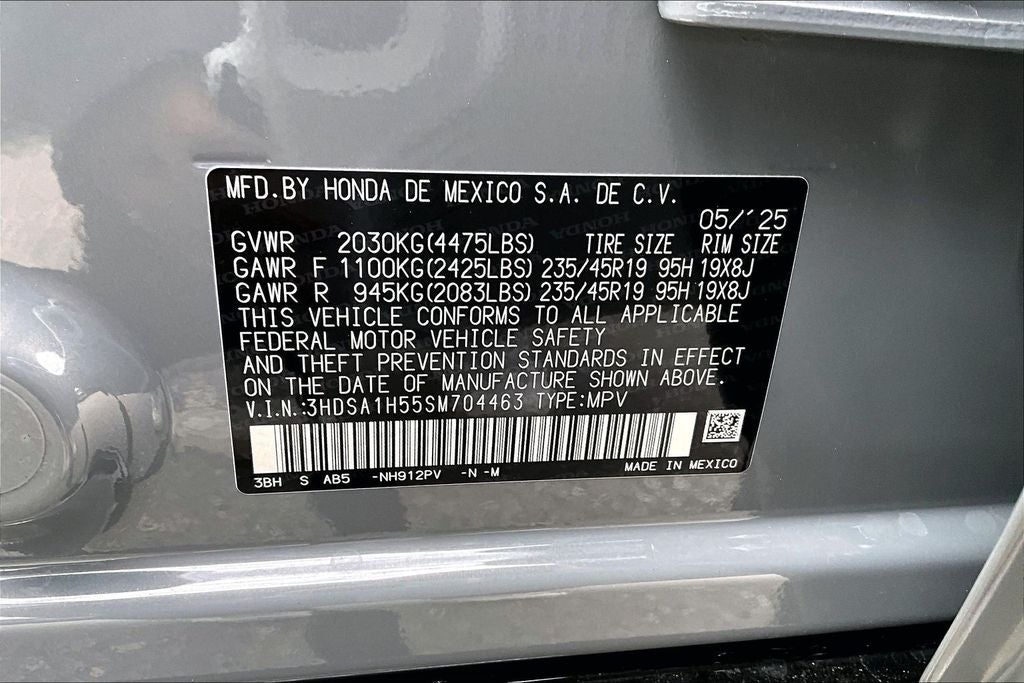 MFD.BY HONDA DE MEXICO S.A. DE C.V.
05/'25
GVWR 2030KG(4475LBS) TIRE SIZE RIM SIZE
GAWR F 1100KG(2425LBS) 235/45R19 95H 19X8J
GAWR R 945KG(2083LBS) 235/45R19 95H 19X8J
THIS VEHICLE CONFORMS TO ALL APPLICABLE
FEDERAL MOTOR VEHICLE SAFETY
AND THEFT PREVENTION STANDARDS IN EFFECT
ON THE DATE OF MANUFACTURE SHOWN ABOVE.
V.I.N.:3HDSA1H55SM704463 TYPE:MPV
3BH S AB5 -NH912PV -N -M MADE IN MEXICO